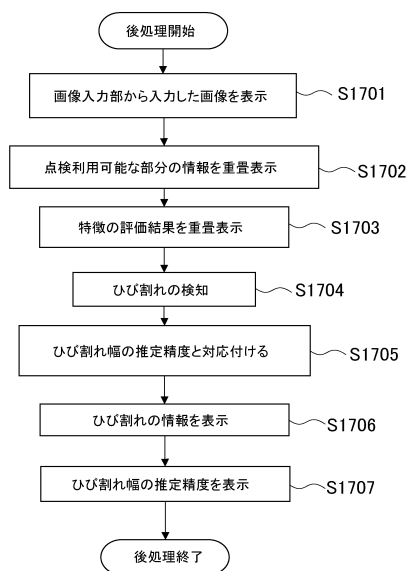 後処理開始
画像入力部から入力した画像を表示
S1701
点検利用可能な部分の情報を重畳表示
S1702
特徴の評価結果を重畳表示
S1703
ひび割れの検知
S1704
ひび割れ幅の推定精度と対応付ける
S1705
ひび割れの情報を表示
S1706
ひび割れ幅の推定精度を表示
S1707
後処理終了